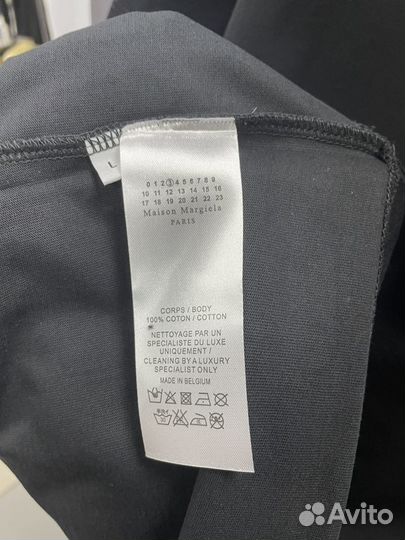 L
0 1 2 3 4 5 6 7 8 9
10 11 12 13 14 15 16
17 18 19 20 21 22 23
Maison Margiela
PARIS
CORPS / BODY
100% COTON / COTTON
NETTOYAGE PAR UN
SPECIALISTE DU LUXE
UNIQUEMENT /
CLEANING BY A LUXURY
SPECIALIST ONLY
MADE IN BELGIUM
Avito